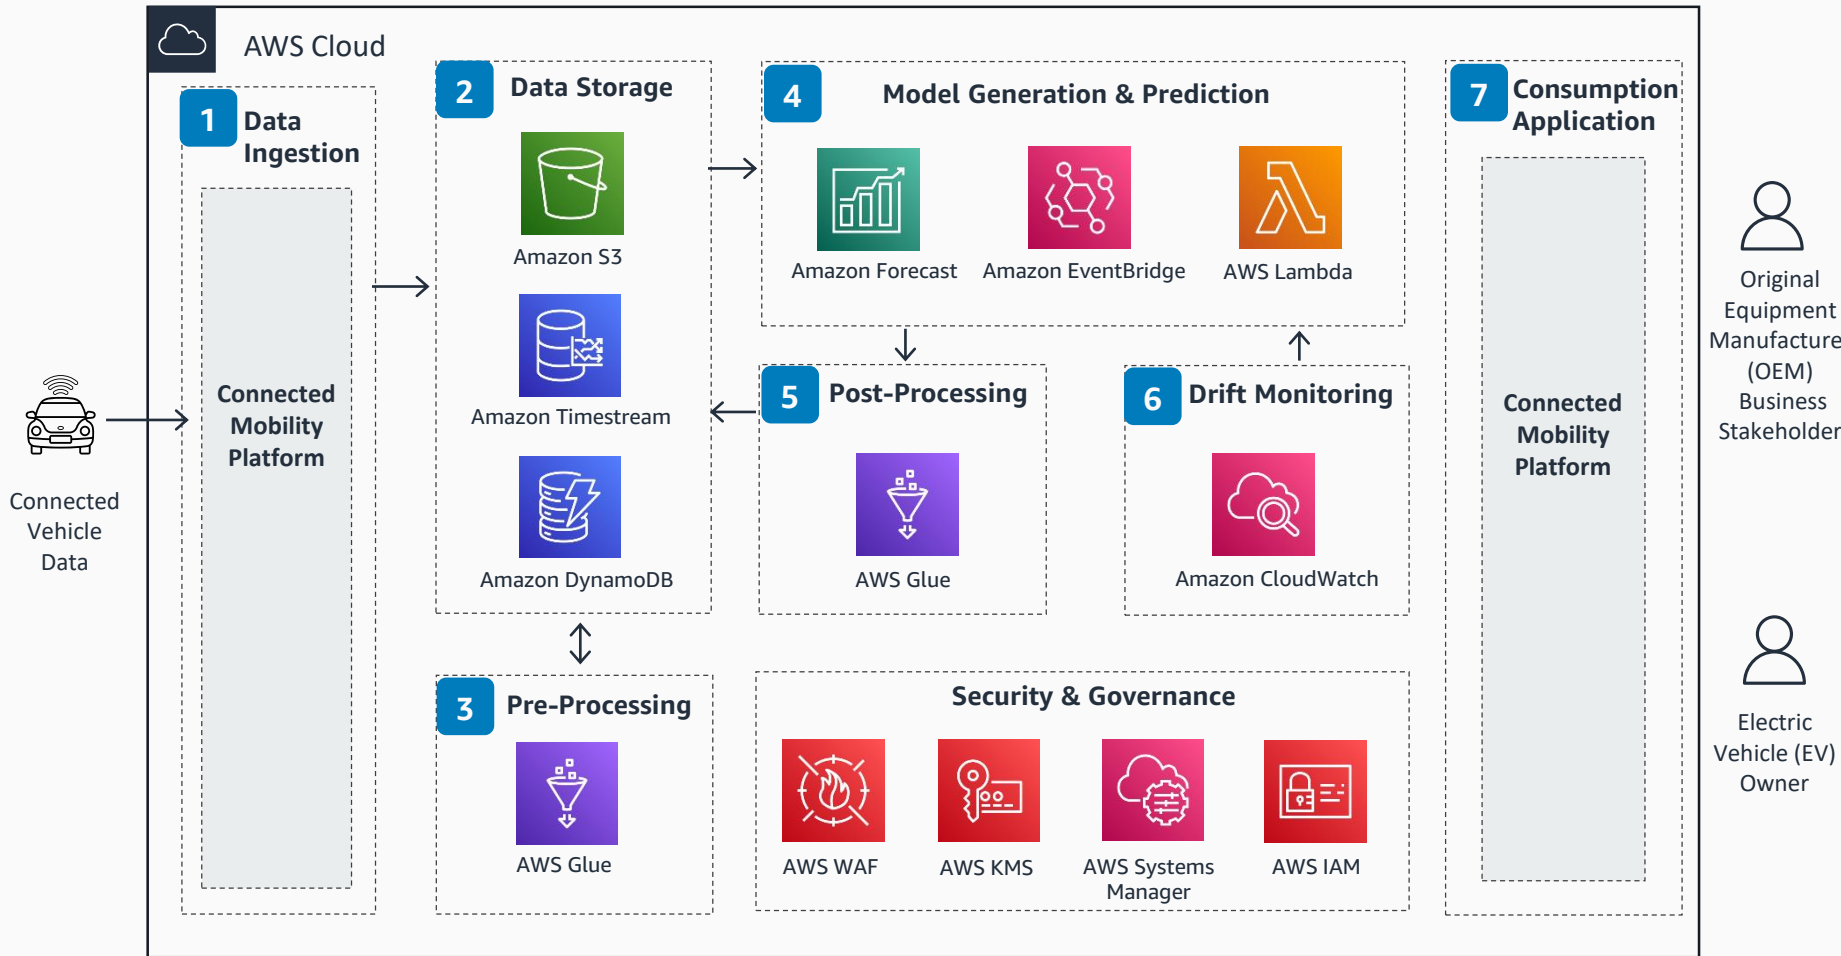 AWS Cloud
1
Data
Ingestion
Connected
Mobility
Platform
Connected
Vehicle
Data
2
Data Storage
Amazon S3
Amazon Timestream
Amazon DynamoDB
3
Pre-Processing
AWS Glue
4
Model Generation & Prediction
Amazon Forecast
Amazon EventBridge
AWS Lambda
5
Post-Processing
AWS Glue
6
Drift Monitoring
Amazon CloudWatch
Security & Governance
AWS WAF
AWS KMS
AWS Systems
Manager
AWS IAM
7
Consumption
Application
Connected
Mobility
Platform
Original
Equipment
Manufacture
(OEM)
Business
Stakeholder
Electric
Vehicle (EV)
Owner